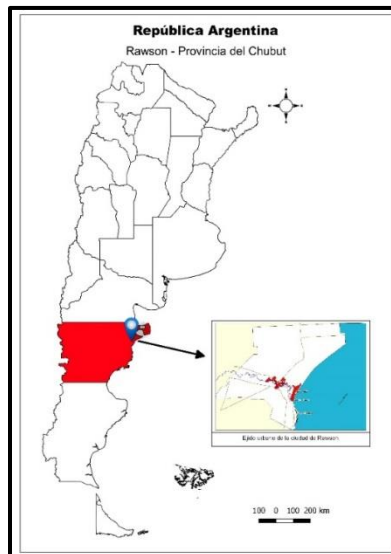 República Argentina
Rawson - Provincia del Chubut
Ejido urbano de la ciudad de Rawson
100 0 100 200 km